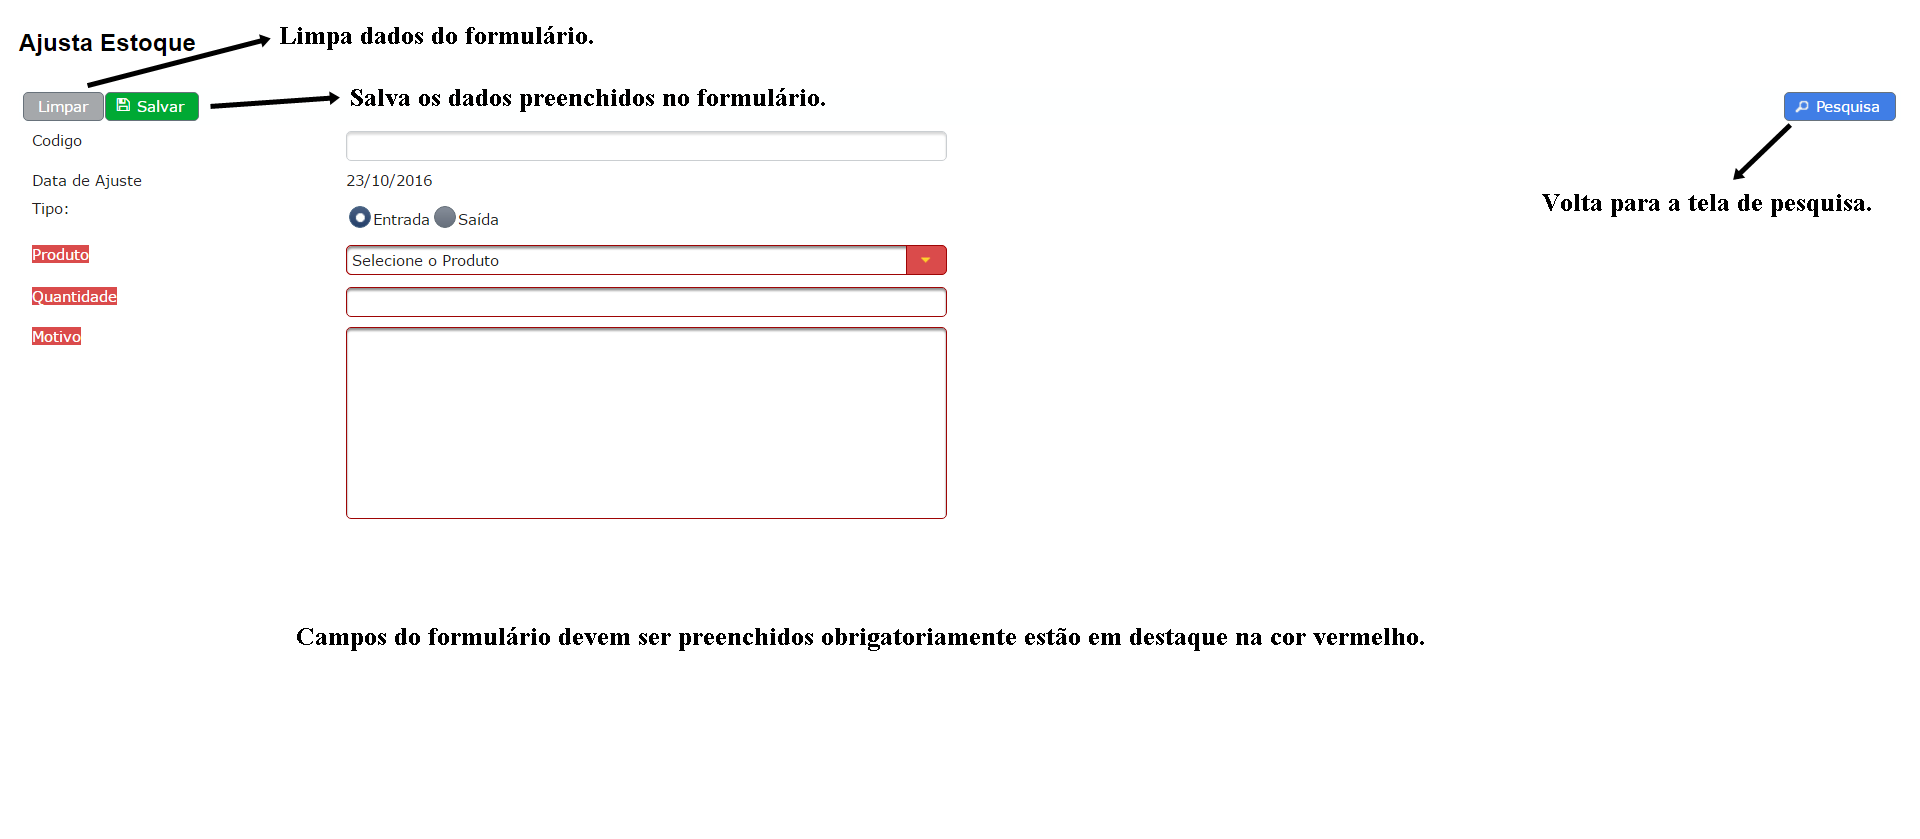 Ajusta Estoque
Limpa dados do formulário.
Limpar
Salvar
Salva os dados preenchidos no formulário.
Pesquisa
Codigo
Data de Ajuste
23/10/2016
Volta para a tela de pesquisa.
Tipo:
Entrada Saída
Produto
Selecione o Produto
Quantidade
Motivo
Campos do formulário devem ser preenchidos obrigatoriamente estão em destaque na cor vermelho.